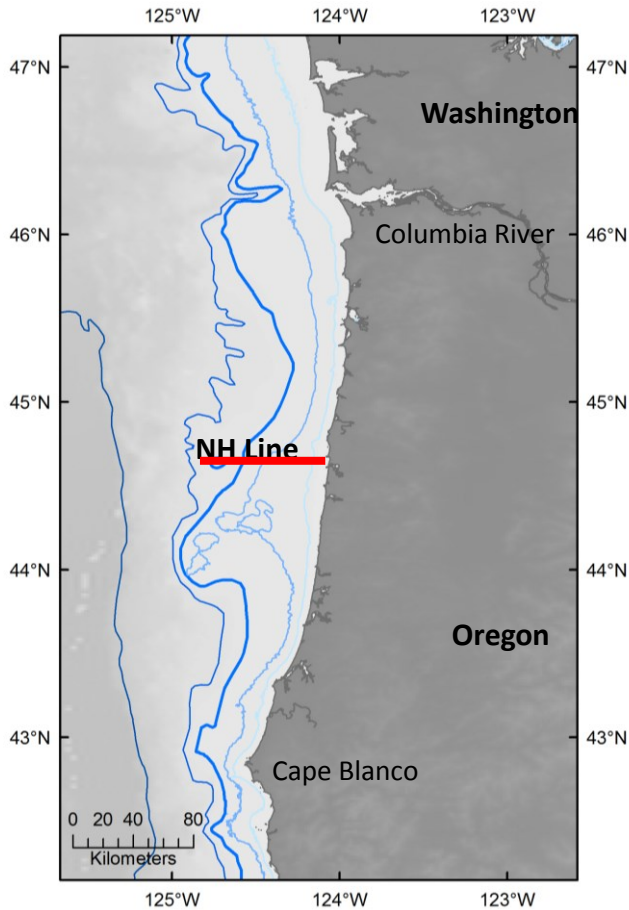 125°W 124°W 123°W
47°N 47°N
Washington
46°N Columbia River 46°N
45°N 45°N
NH Line
44°N 44°N
Oregon
43°N 43°N
Cape Blanco
0 20 40 80
Kilometers
125°W 124°W 123°W